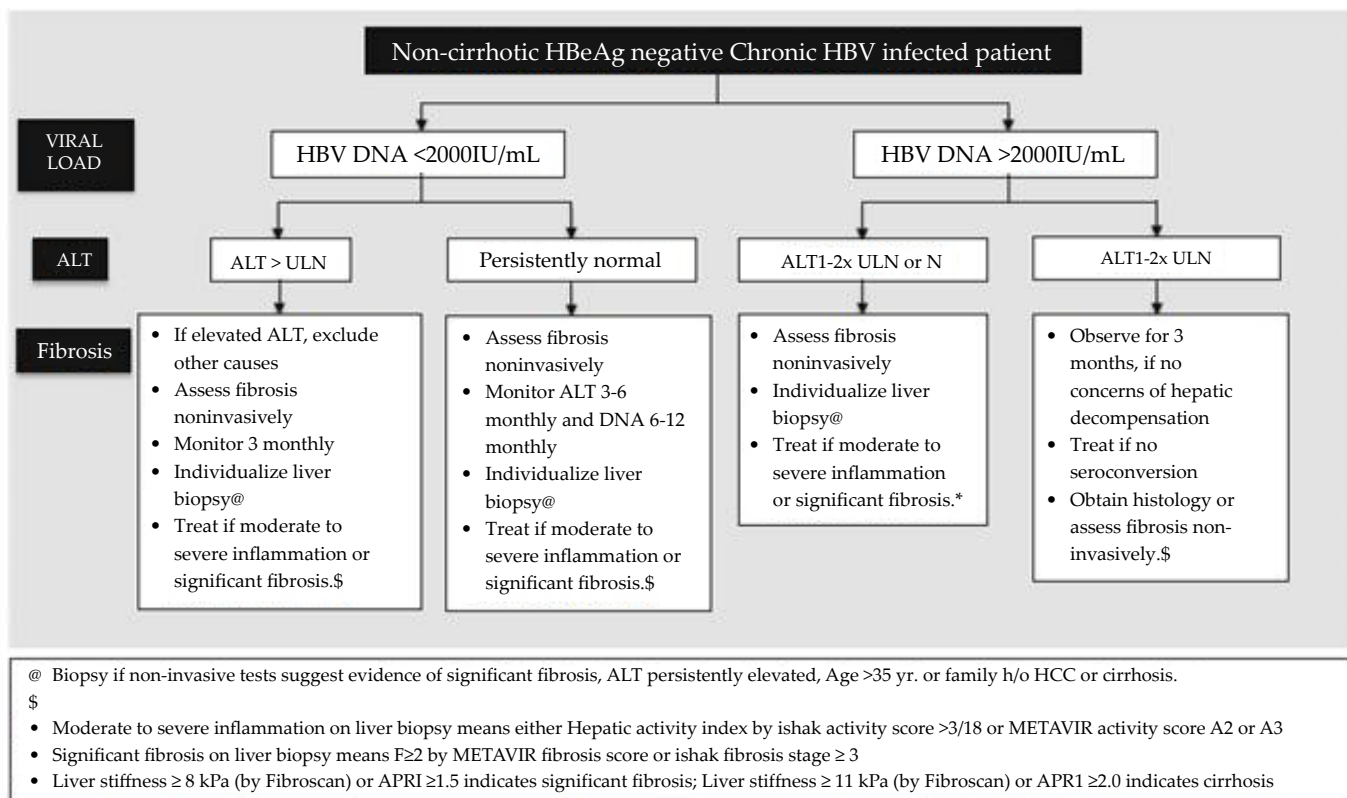 Non-cirrhotic HBeAg negative Chronic HBV infected patient
VIRAL
LOAD
HBV DNA <2000IU/mL
HBV DNA >2000IU/mL
ALT
ALT > ULN
Persistently normal
ALT1-2x ULN or N
ALT1-2x ULN
Fibrosis
• If elevated ALT, exclude
other causes
• Assess fibrosis
noninvasively
• Monitor 3 monthly
• Individualize liver
biopsy@
• Treat if moderate to
severe inflammation or
significant fibrosis.$
• Assess fibrosis
noninvasively
• Monitor ALT 3-6
monthly and DNA 6-12
monthly
• Individualize liver
biopsy@
• Treat if moderate to
severe inflammation or
significant fibrosis.$
• Assess fibrosis
noninvasively
• Individualize liver
biopsy@
• Treat if moderate to
severe inflammation
or significant fibrosis.*
• Observe for 3
months, if no
concerns of hepatic
decompensation
• Treat if no
seroconversion
• Obtain histology or
assess fibrosis non-
invasively.$
@ Biopsy if non-invasive tests suggest evidence of significant fibrosis, ALT persistently elevated, Age >35 yr. or family h/o HCC or cirrhosis.
$
• Moderate to severe inflammation on liver biopsy means either Hepatic activity index by ishak activity score >3/18 or METAVIR activity score A2 or A3
• Significant fibrosis on liver biopsy means F≥2 by METAVIR fibrosis score or ishak fibrosis stage ≥ 3
• Liver stiffness ≥ 8 kPa (by Fibroscan) or APRI ≥1.5 indicates significant fibrosis; Liver stiffness ≥ 11 kPa (by Fibroscan) or APR1 ≥2.0 indicates cirrhosis